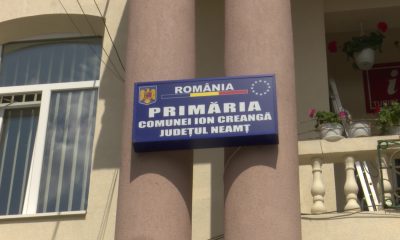 ROMÂNIA
PRIMĂRIA
COMUNEI ION CREANGĂ
JUDEȚUL NEAMȚ
i